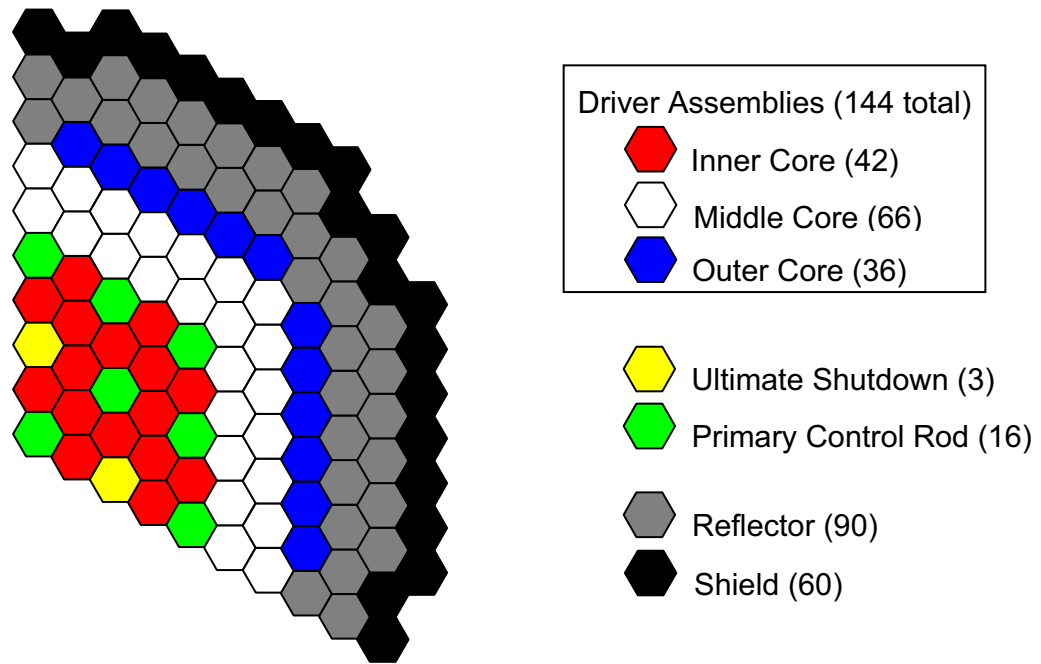 Driver Assemblies (144 total)
Inner Core (42)
Middle Core (66)
Outer Core (36)
Ultimate Shutdown (3)
Primary Control Rod (16)
Reflector (90)
Shield (60)